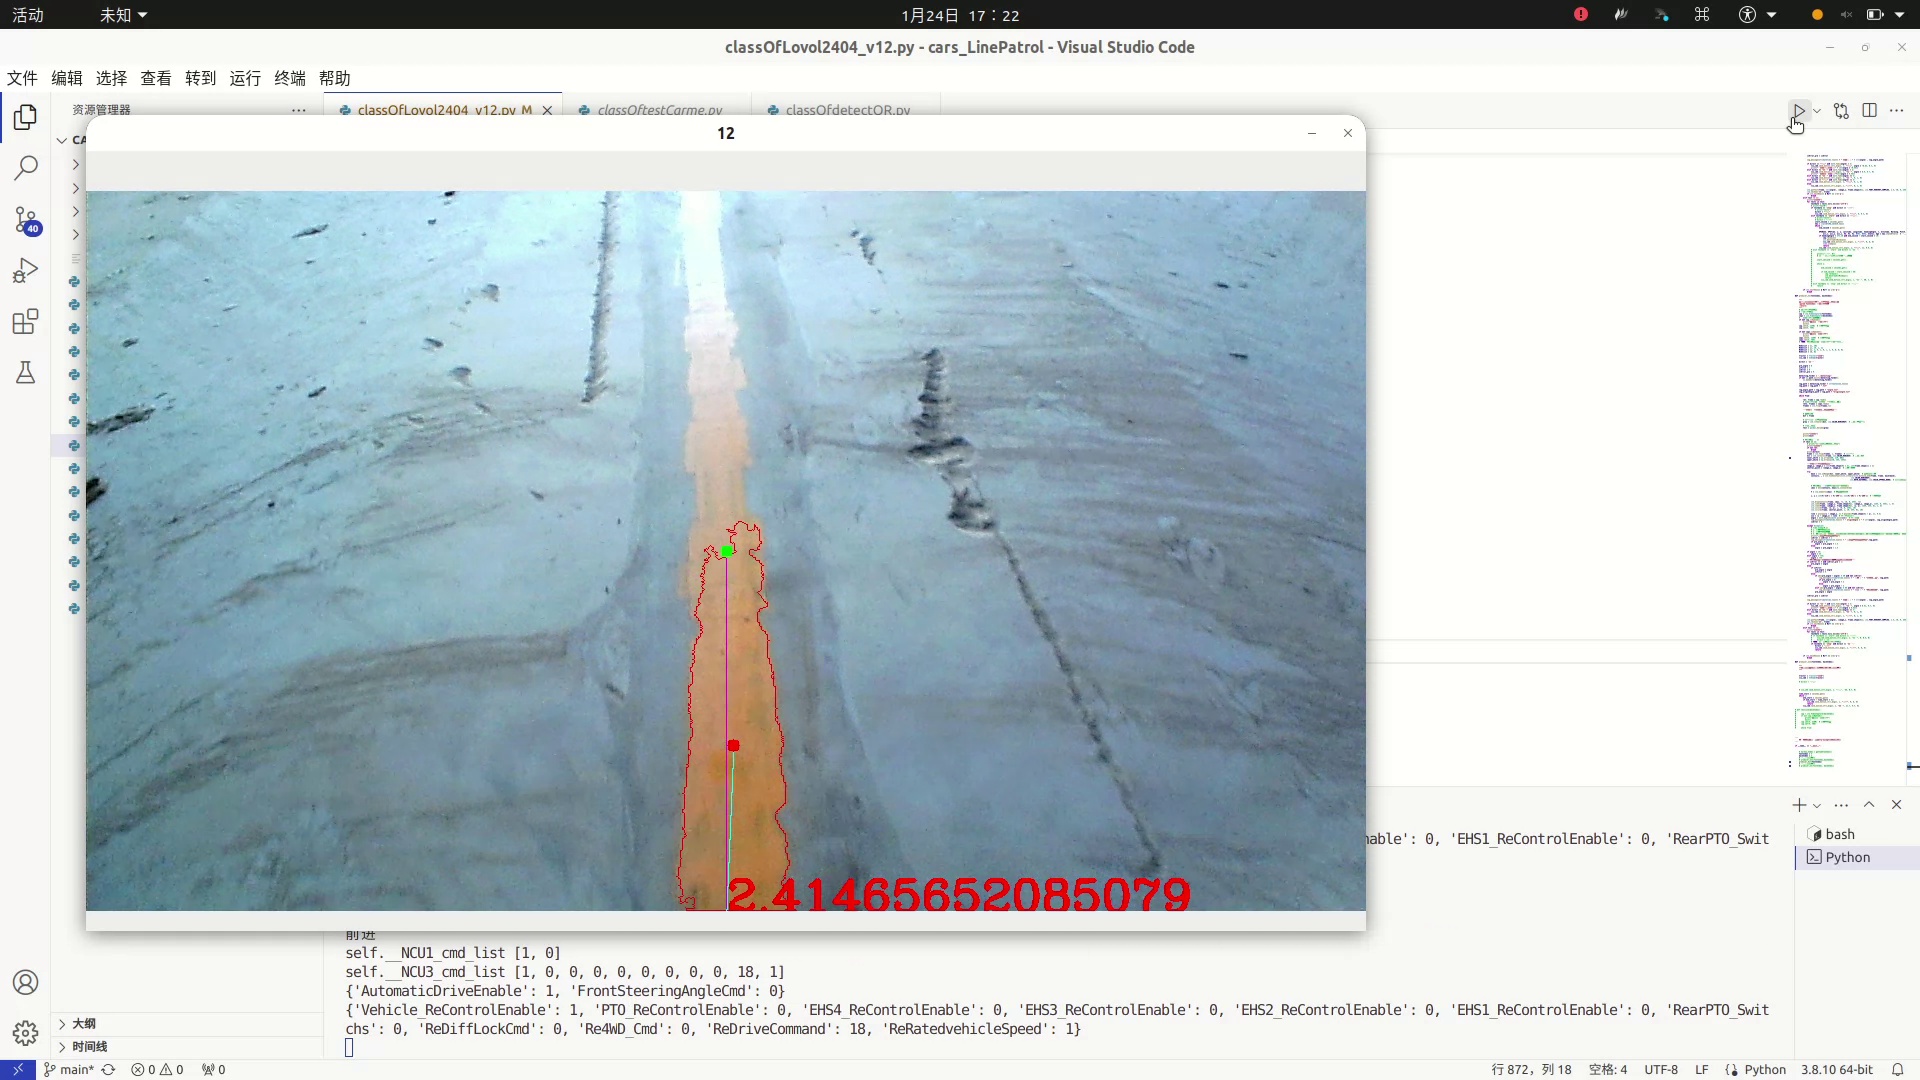 活动
未知
1月24日 17：22
classOfLovol2404_v12.py - cars_LinePatrol - Visual Studio Code
文件 编辑 选择 查看 转到 运行 终端 帮助
资源管理器
classOfLovol2404_v12.py M
classOftestCarme.py
classOfdetectQR.py
CA
12
40
2.41465652085079
nable': 0, 'EHS1_ReControlEnable': 0, 'RearPTO_Swit
bash
Python
前进
self.__NCU1_cmd_list [1, 0]
self.__NCU3_cmd_list [1, 0, 0, 0, 0, 0, 0, 0, 0, 18, 1]
{'AutomaticDriveEnable': 1, 'FrontSteeringAngleCmd': 0}
{'Vehicle_ReControlEnable': 1, 'PTO_ReControlEnable': 0, 'EHS4_ReControlEnable': 0, 'EHS3_ReControlEnable': 0, 'EHS2_ReControlEnable': 0, 'EHS1_ReControlEnable': 0, 'RearPTO_Swit
chs': 0, 'ReDiffLockCmd': 0, 'Re4WD_Cmd': 0, 'ReDriveCommand': 18, 'ReRatedvehicleSpeed': 1}
大纲
时间线
main* 0 0 0
行 872，列 18 空格: 4 UTF-8 LF Python 3.8.10 64-bit